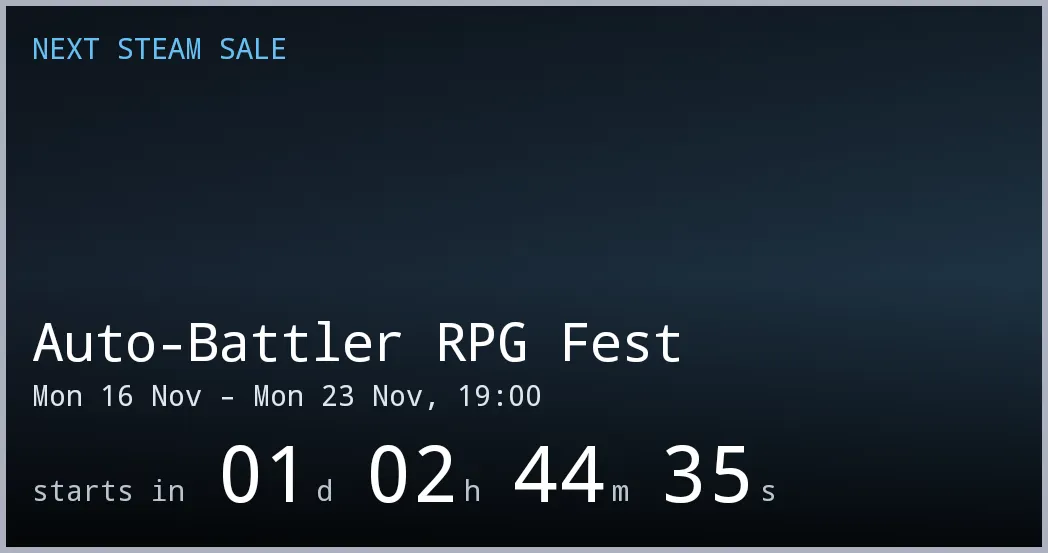 NEXT STEAM SALE
Auto-Battler RPG Fest
Mon 16 Nov – Mon 23 Nov, 19:00
starts in 01d 02h 44m 35s